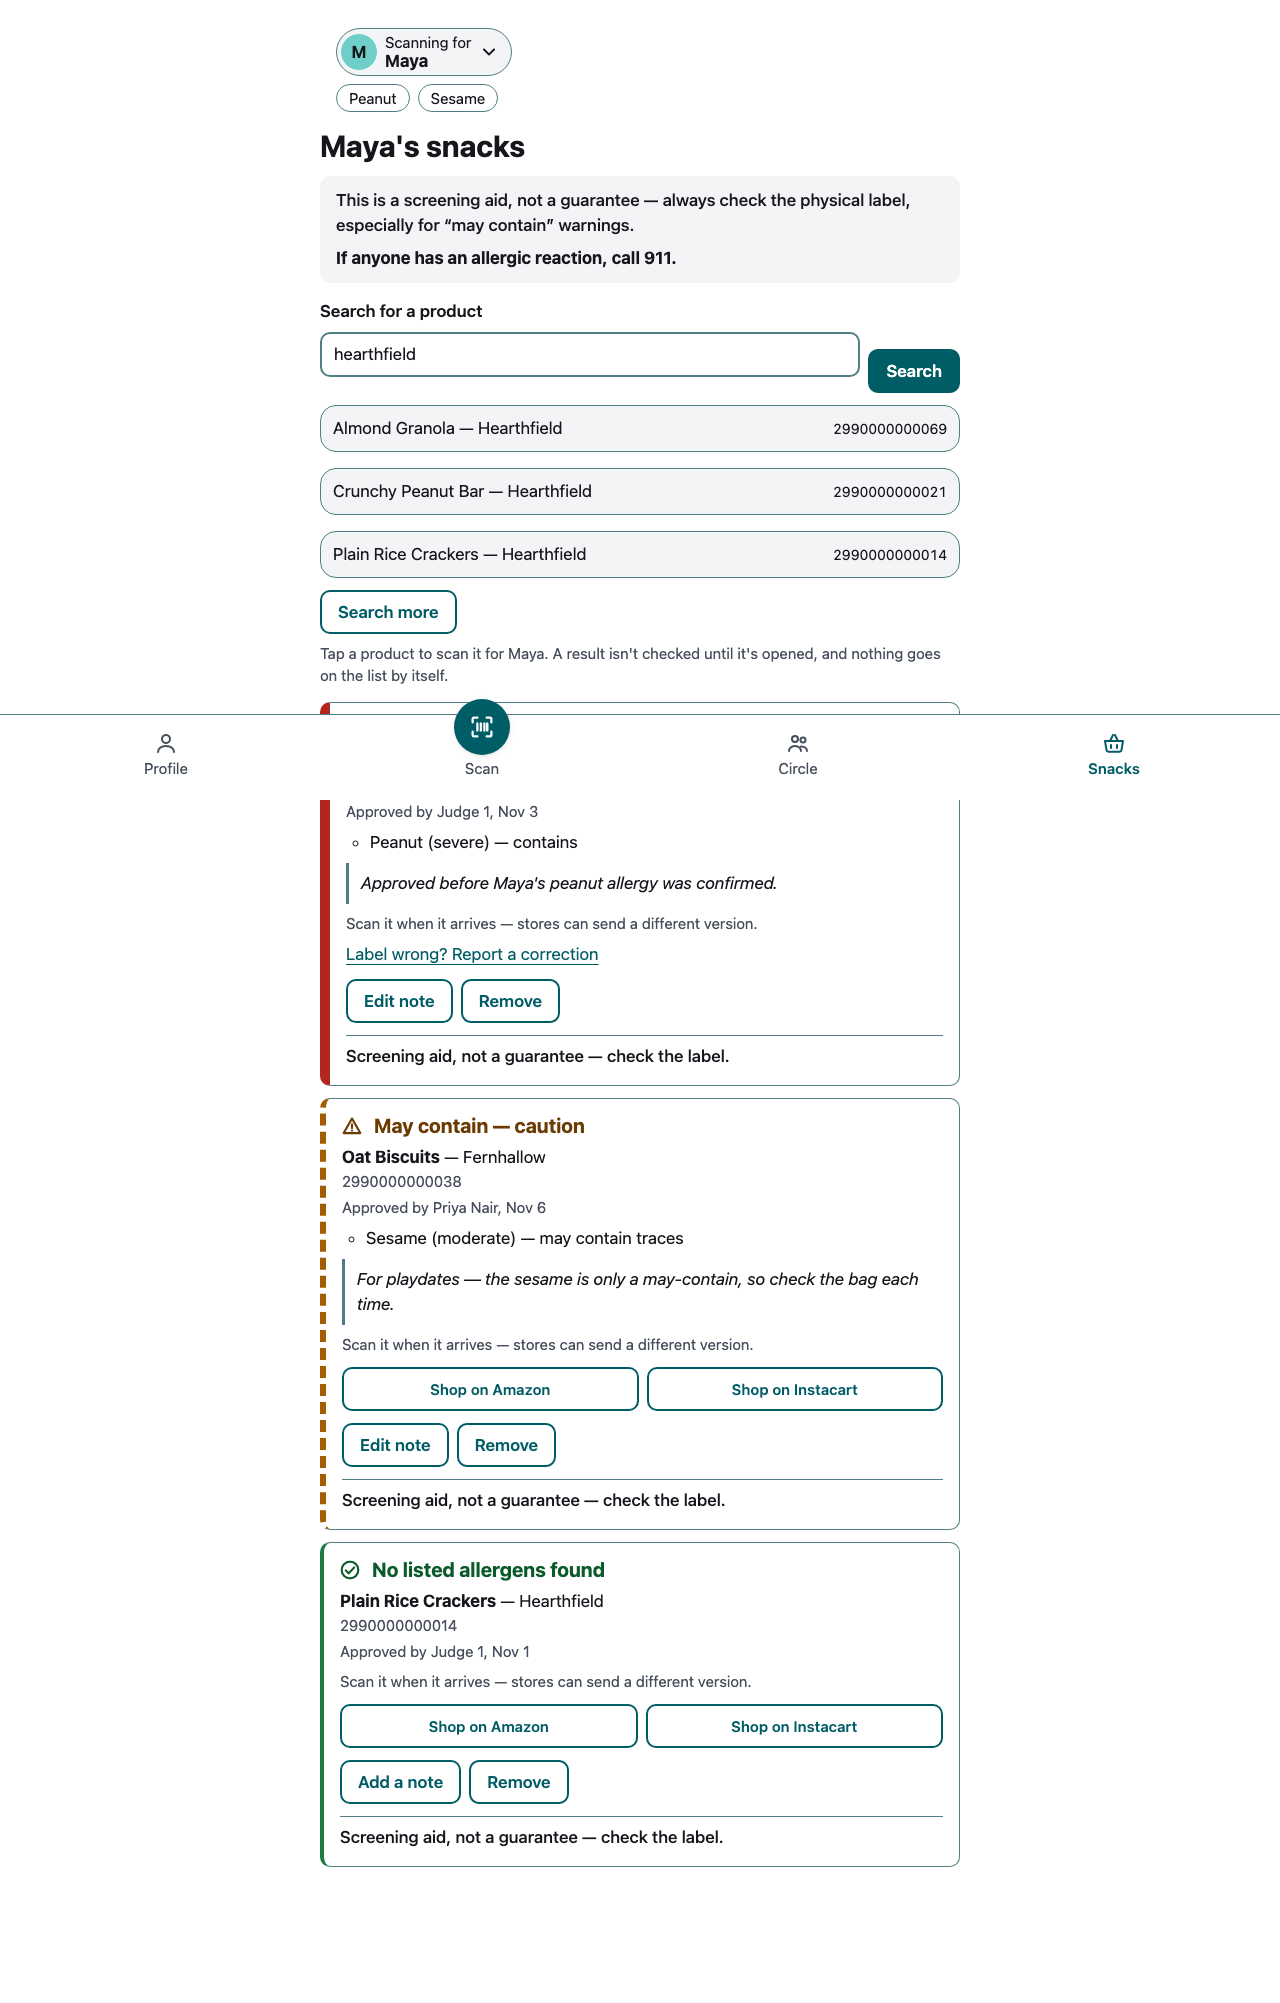 M
Scanning for
Maya
Peanut
Sesame
Maya's snacks
This is a screening aid, not a guarantee — always check the physical label,
especially for “may contain” warnings.
If anyone has an allergic reaction, call 911.
Search for a product
hearthfield
Search
Almond Granola — Hearthfield
2990000000069
Crunchy Peanut Bar — Hearthfield
2990000000021
Plain Rice Crackers — Hearthfield
2990000000014
Search more
Tap a product to scan it for Maya. A result isn't checked until it's opened, and nothing goes
on the list by itself.
Profile
Scan
Circle
Snacks
Approved by Judge 1, Nov 3
Peanut (severe) — contains
Approved before Maya's peanut allergy was confirmed.
Scan it when it arrives — stores can send a different version.
Label wrong? Report a correction
Edit note
Remove
Screening aid, not a guarantee — check the label.
May contain — caution
Oat Biscuits — Fernhallow
2990000000038
Approved by Priya Nair, Nov 6
Sesame (moderate) — may contain traces
For playdates — the sesame is only a may-contain, so check the bag each
time.
Scan it when it arrives — stores can send a different version.
Shop on Amazon
Shop on Instacart
Edit note
Remove
Screening aid, not a guarantee — check the label.
No listed allergens found
Plain Rice Crackers — Hearthfield
2990000000014
Approved by Judge 1, Nov 1
Scan it when it arrives — stores can send a different version.
Shop on Amazon
Shop on Instacart
Add a note
Remove
Screening aid, not a guarantee — check the label.